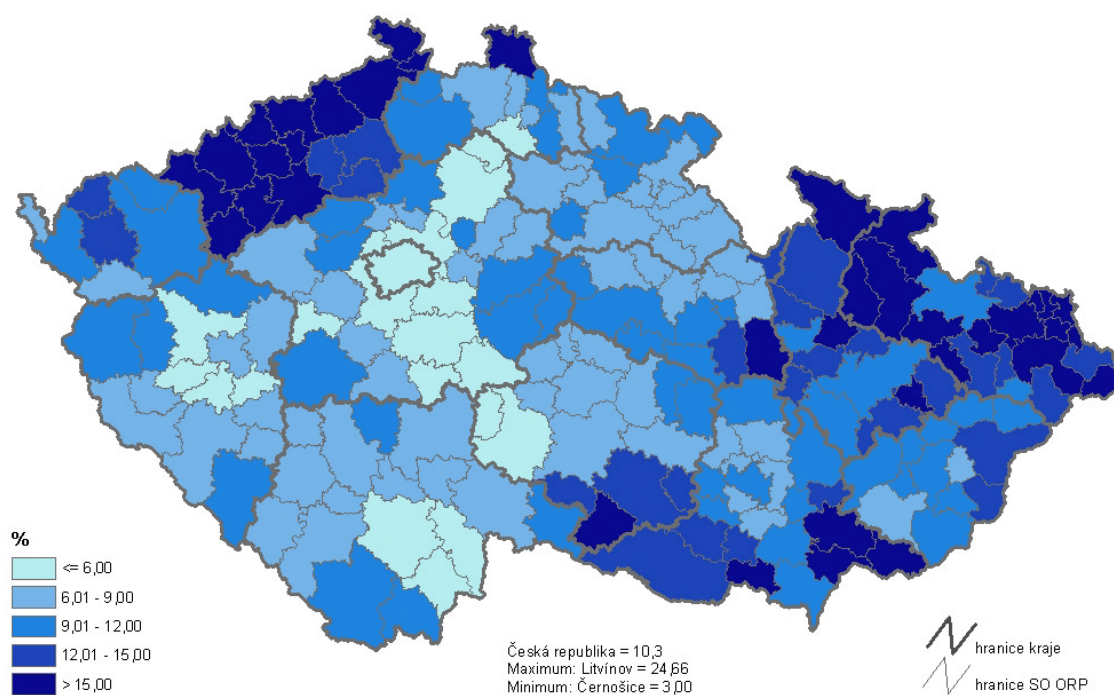 %
<= 6,00
6,01 - 9,00
9,01 - 12,00
12,01 - 15,00
> 15,00
Česká republika = 10,3
Maximum: Litvínov = 24,66
Minimum: Černošice = 3,00
hranice kraje
hranice SO ORP